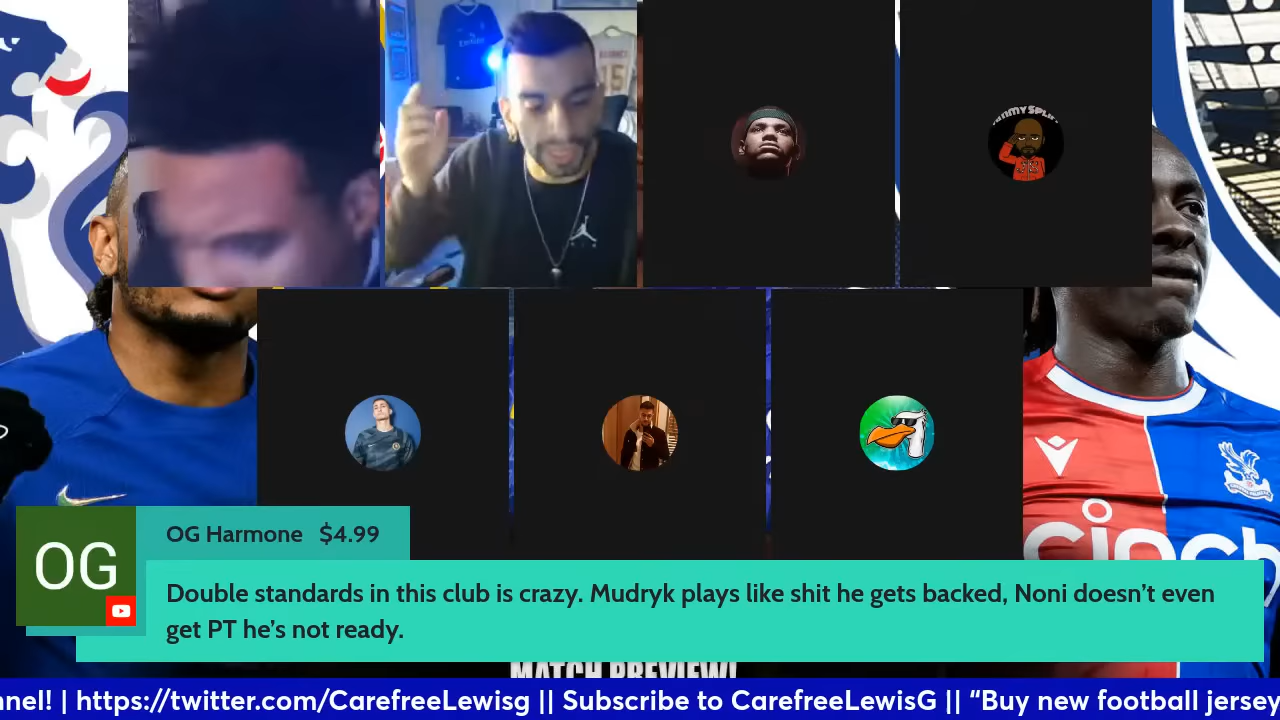 OG
OG Harmone $4.99
Double standards in this club is crazy. Mudryk plays like shit he gets backed, Noni doesn’t even
get PT he’s not ready.
cinch
MATCH PREVIEW!
nnel! | https://twitter.com/CarefreeLewisg || Subscribe to CarefreeLewisG || “Buy new football jersey